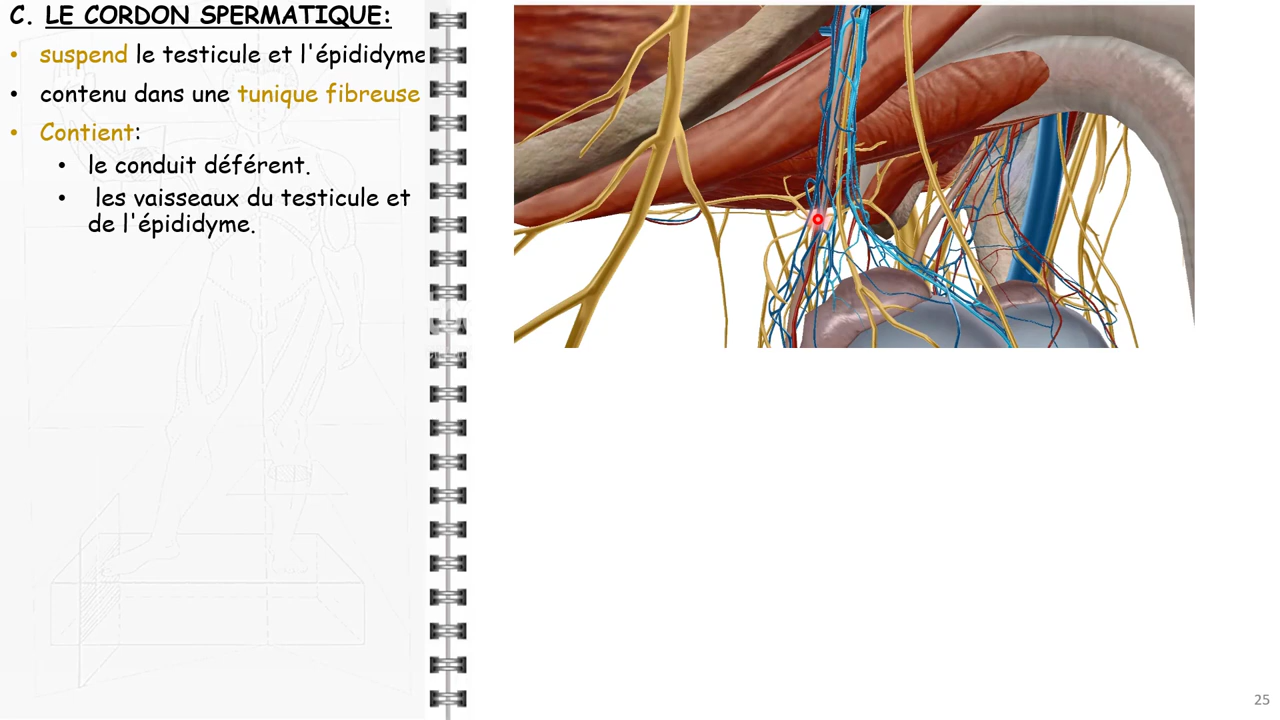 C. LE CORDON SPERMATIQUE:
• suspend le testicule et l'épididyme
• contenu dans une tunique fibreuse
• Contient:
• le conduit déférent.
• les vaisseaux du testicule et
de l'épididyme.
25